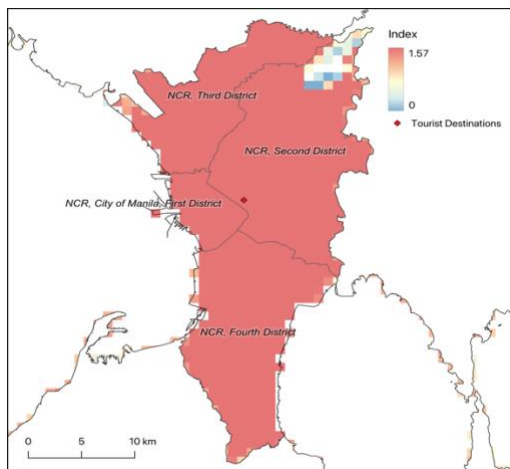 Index
1.57
0
Tourist Destinations
NCR, Third District
NCR, Second District
NCR, City of Manila, First District
NCR, Fourth District
0 5 10 km